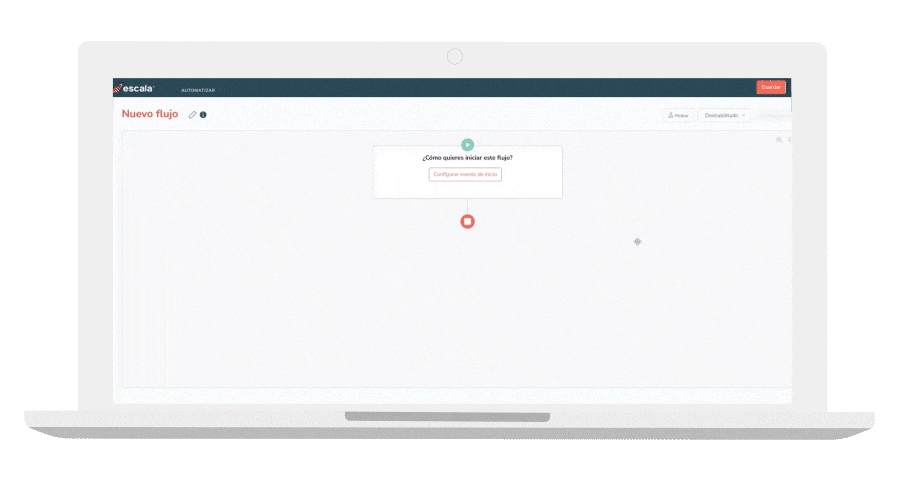 escala
AUTOMATIZAR
Guardar
Nuevo flujo
Probar
Deshabilitado
¿Cómo quieres iniciar este flujo?
Configurar evento de inicio